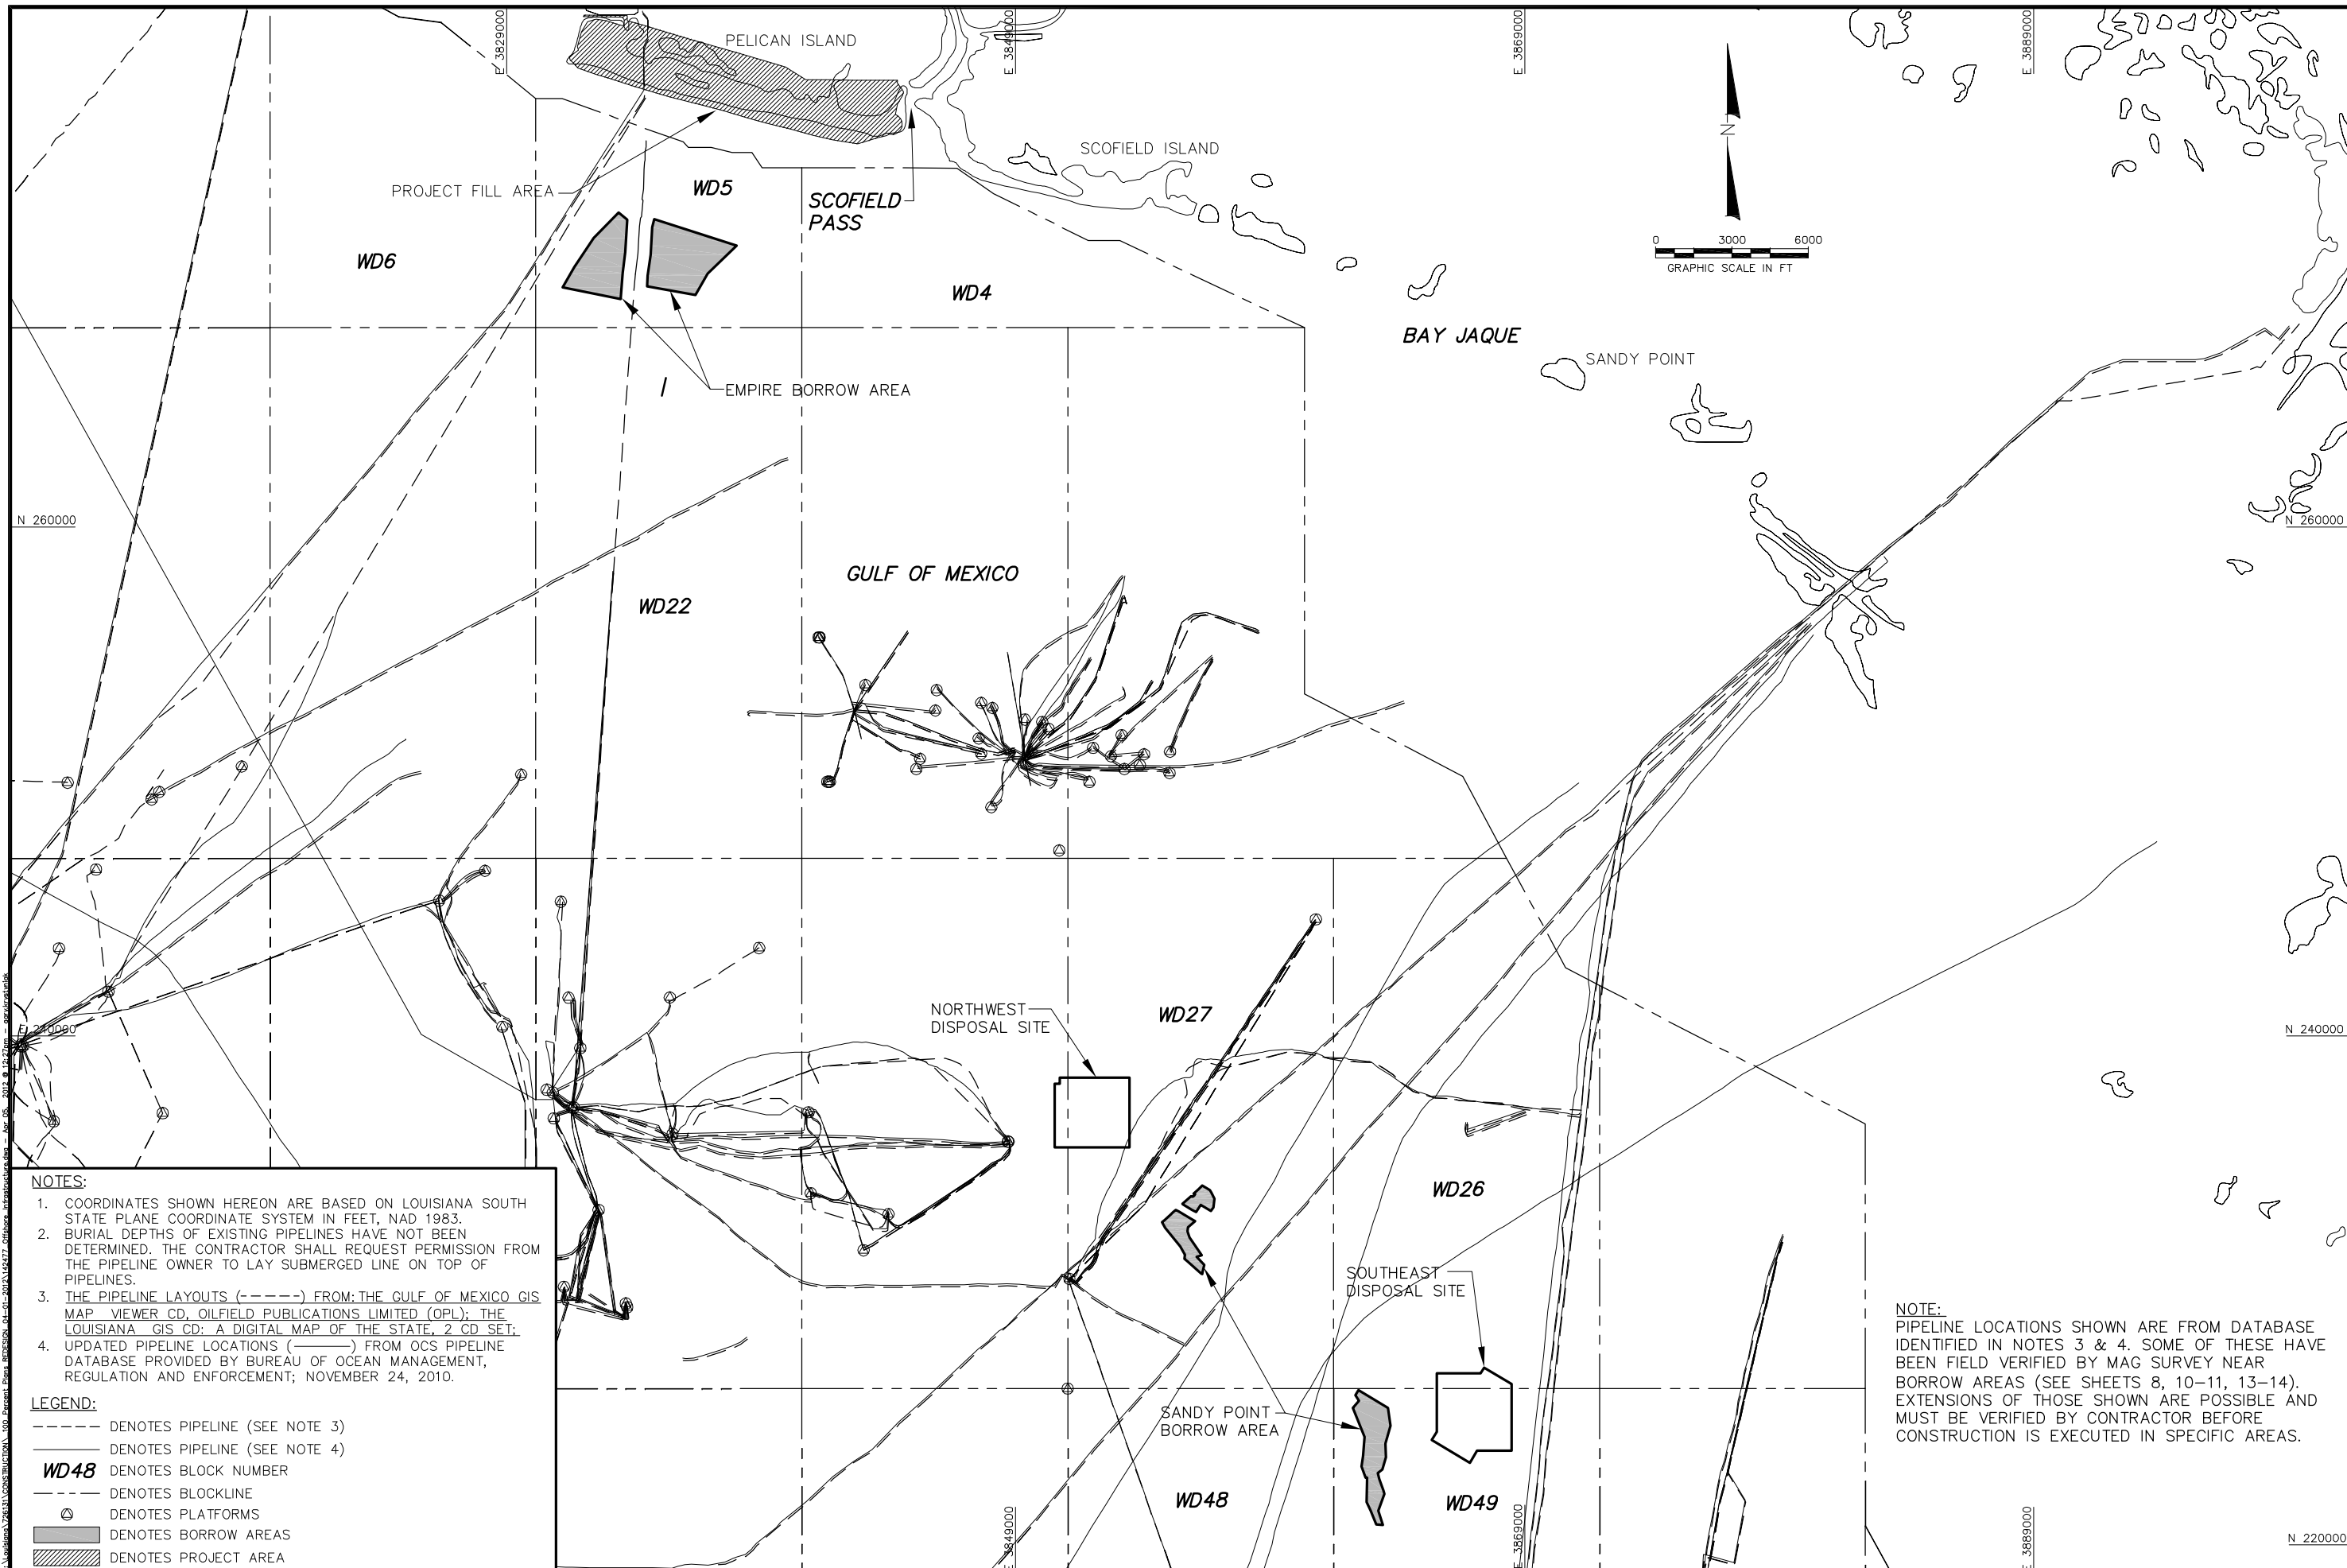 E 3829000
E 3849000
E 3869000
E 3889000
PELICAN ISLAND
SCOFIELD ISLAND
PROJECT FILL AREA
WD5
SCOFIELD
PASS
N
0 3000 6000
GRAPHIC SCALE IN FT
WD6
WD4
BAY JAQUE
SANDY POINT
EMPIRE BORROW AREA
N 260000
N 260000
GULF OF MEXICO
WD22
NORTHWEST
DISPOSAL SITE
WD27
E 240000
N 240000
WD26
SOUTHEAST
DISPOSAL SITE
SANDY POINT
BORROW AREA
WD48
WD49
E 3849000
E 3869000
E 3889000
N 220000
NOTES:
1. COORDINATES SHOWN HEREON ARE BASED ON LOUISIANA SOUTH
STATE PLANE COORDINATE SYSTEM IN FEET, NAD 1983.
2. BURIAL DEPTHS OF EXISTING PIPELINES HAVE NOT BEEN
DETERMINED. THE CONTRACTOR SHALL REQUEST PERMISSION FROM
THE PIPELINE OWNER TO LAY SUBMERGED LINE ON TOP OF
PIPELINES.
3. THE PIPELINE LAYOUTS (-----) FROM: THE GULF OF MEXICO GIS
MAP VIEWER CD, OILFIELD PUBLICATIONS LIMITED (OPL); THE
LOUISIANA GIS CD: A DIGITAL MAP OF THE STATE, 2 CD SET;
4. UPDATED PIPELINE LOCATIONS (———) FROM OCS PIPELINE
DATABASE PROVIDED BY BUREAU OF OCEAN MANAGEMENT,
REGULATION AND ENFORCEMENT; NOVEMBER 24, 2010.
LEGEND:
DENOTES PIPELINE (SEE NOTE 3)
DENOTES PIPELINE (SEE NOTE 4)
WD48 DENOTES BLOCK NUMBER
DENOTES BLOCKLINE
DENOTES PLATFORMS
DENOTES BORROW AREAS
DENOTES PROJECT AREA
NOTE:
PIPELINE LOCATIONS SHOWN ARE FROM DATABASE
IDENTIFIED IN NOTES 3 & 4. SOME OF THESE HAVE
BEEN FIELD VERIFIED BY MAG SURVEY NEAR
BORROW AREAS (SEE SHEETS 8, 10–11, 13–14).
EXTENSIONS OF THOSE SHOWN ARE POSSIBLE AND
MUST BE VERIFIED BY CONTRACTOR BEFORE
CONSTRUCTION IS EXECUTED IN SPECIFIC AREAS.